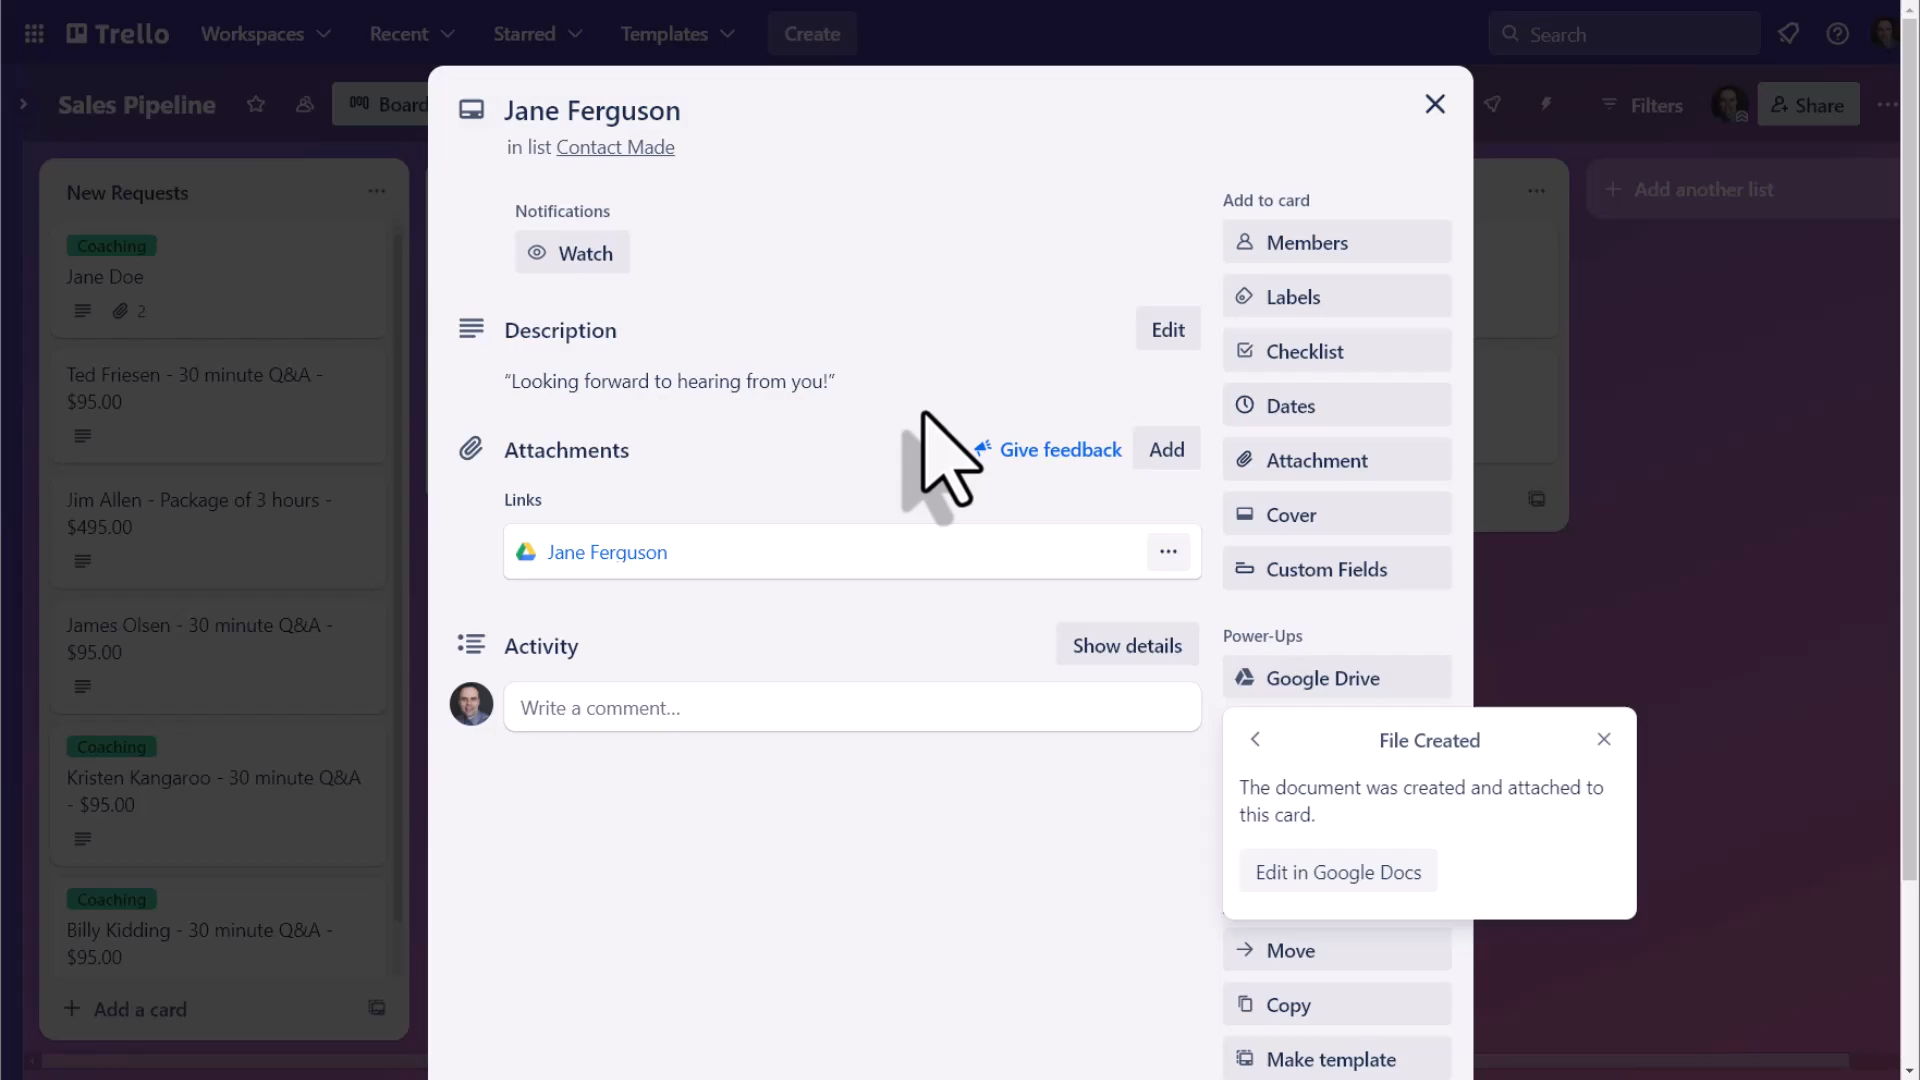 Trello
Workspaces
Recent
Starred
Templates
Create
Search
Sales Pipeline
Board
Filters
Share
New Requests
Coaching
Jane Doe
2
Ted Friesen - 30 minute Q&A -
$95.00
Jim Allen - Package of 3 hours -
$495.00
James Olsen - 30 minute Q&A -
$95.00
Coaching
Kristen Kangaroo - 30 minute Q&A
- $95.00
Coaching
Billy Kidding - 30 minute Q&A -
$95.00
+ Add a card
Jane Ferguson
in list Contact Made
Notifications
Watch
Description
Edit
“Looking forward to hearing from you!”
Attachments
Give feedback
Add
Links
Jane Ferguson
Activity
Show details
Write a comment...
Add to card
Members
Labels
Checklist
Dates
Attachment
Cover
Custom Fields
Power-Ups
Google Drive
File Created
The document was created and attached to
this card.
Edit in Google Docs
Move
Copy
Make template
+ Add another list